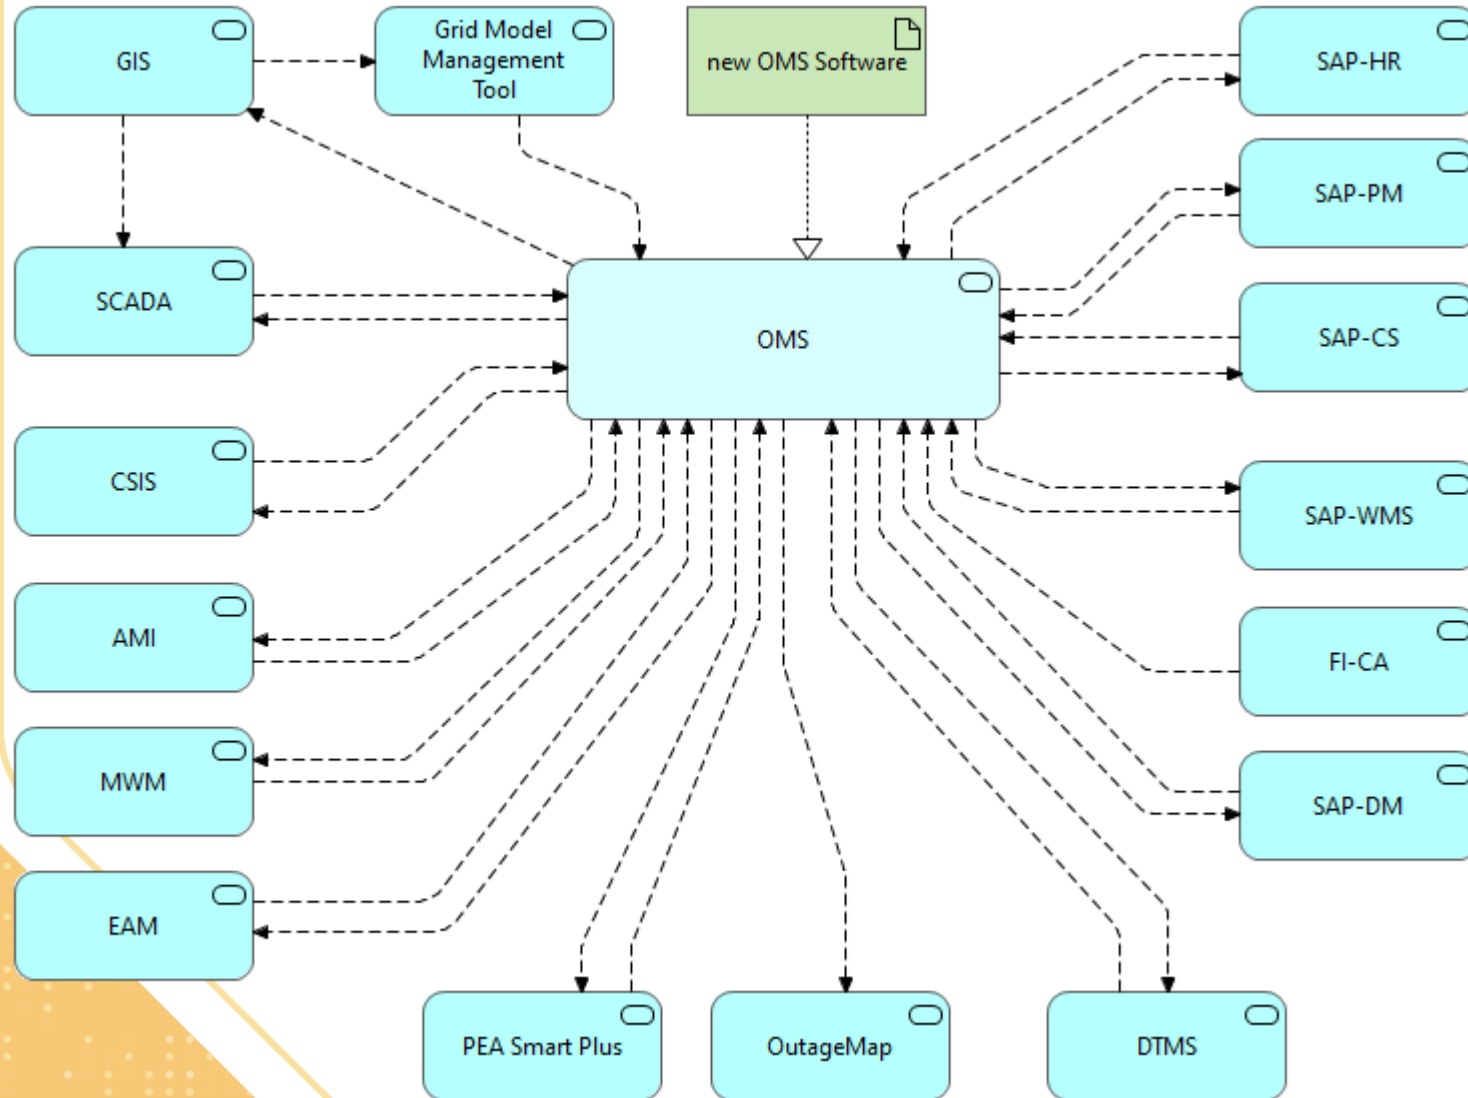 GIS
Grid Model
Management
Tool
new OMS Software
SAP-HR
SAP-PM
SCADA
OMS
SAP-CS
CSIS
SAP-WMS
AMI
FI-CA
MWM
SAP-DM
EAM
PEA Smart Plus
OutageMap
DTMS